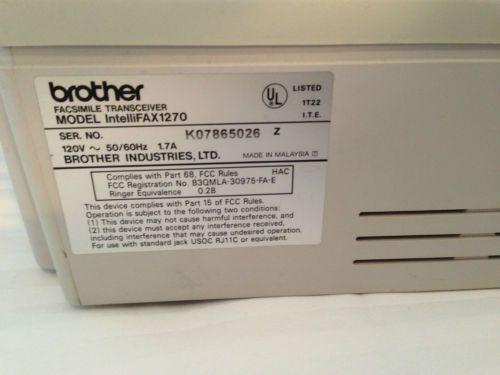 brother
FACSIMILE TRANSCEIVER
MODEL IntelliFAX1270
UL LISTED
1T22
I.T.E.
SER. NO. K07865026 Z
120V ~ 50/60Hz 1.7A
BROTHER INDUSTRIES, LTD. MADE IN MALAYSIA
Complies with Part 68, FCC Rules HAC
FCC Registration No. B3QMLA-30975-FA-E
Ringer Equivalence 0.2B
This device complies with Part 15 of FCC Rules.
Operation is subject to the following two conditions:
(1) This device may not cause harmful interference, and
(2) this device must accept any interference received,
including interference that may cause undesired operation.
For use with standard jack USOC RJ11C or equivalent.